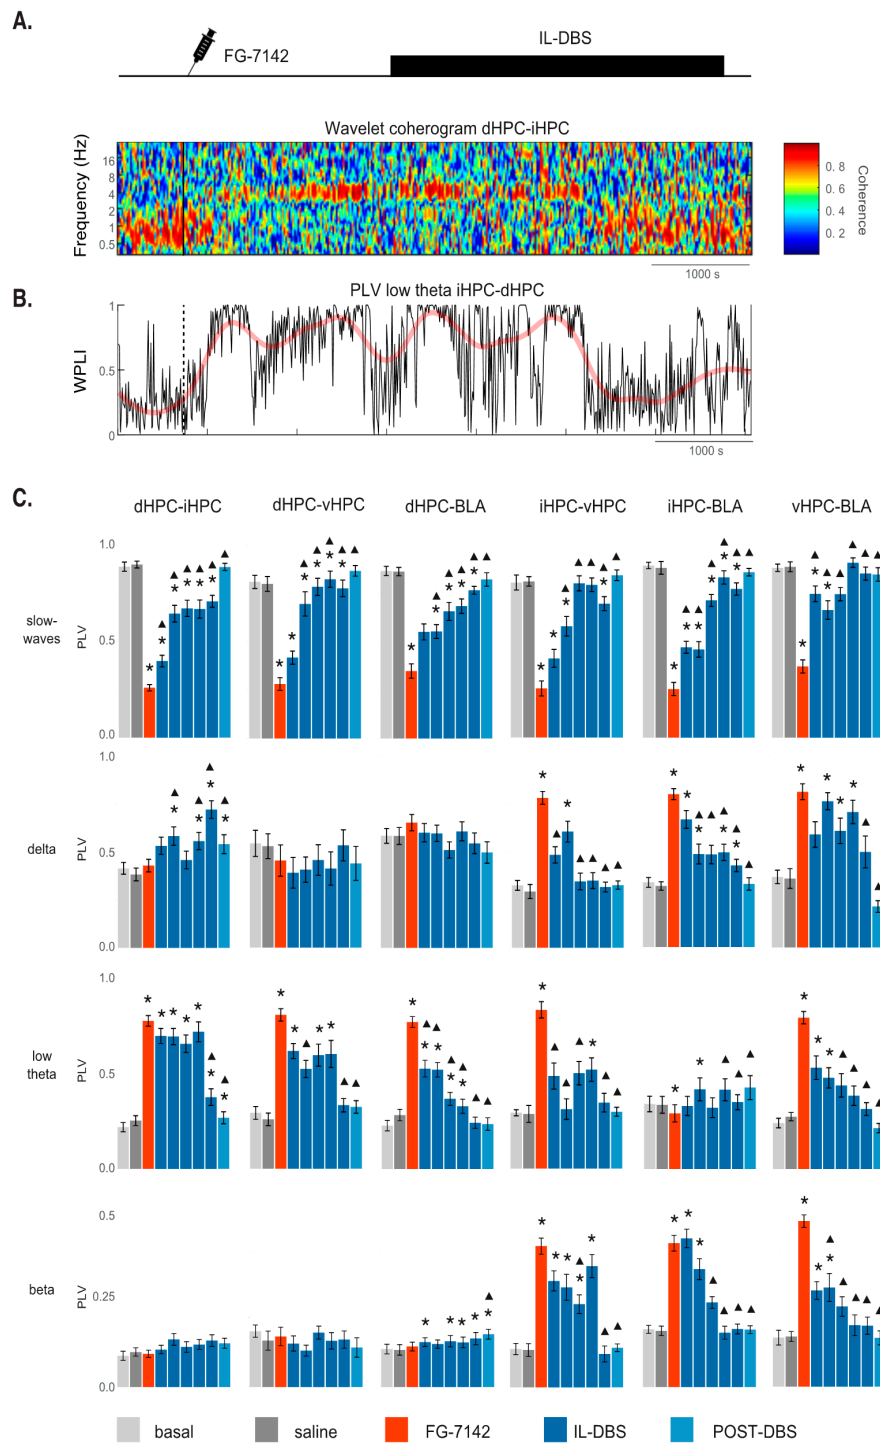 A.
FG-7142
IL-DBS
Wavelet coherogram dHPC-iHPC
Frequency (Hz)
16
8
4
2
1
0.5
0.8
0.6
0.4
0.2
Coherence
1000 s
B.
PLV low theta iHPC-dHPC
WPLI
1
0.5
0
1000 s
C.
dHPC-iHPC dHPC-vHPC dHPC-BLA iHPC-vHPC iHPC-BLA vHPC-BLA
slow-
waves
PLV
1.0
0.5
0.0
delta
PLV
1.0
0.5
0.0
low
theta
PLV
1.0
0.5
0.0
beta
PLV
0.5
0.25
0.0
basal saline FG-7142 IL-DBS POST-DBS